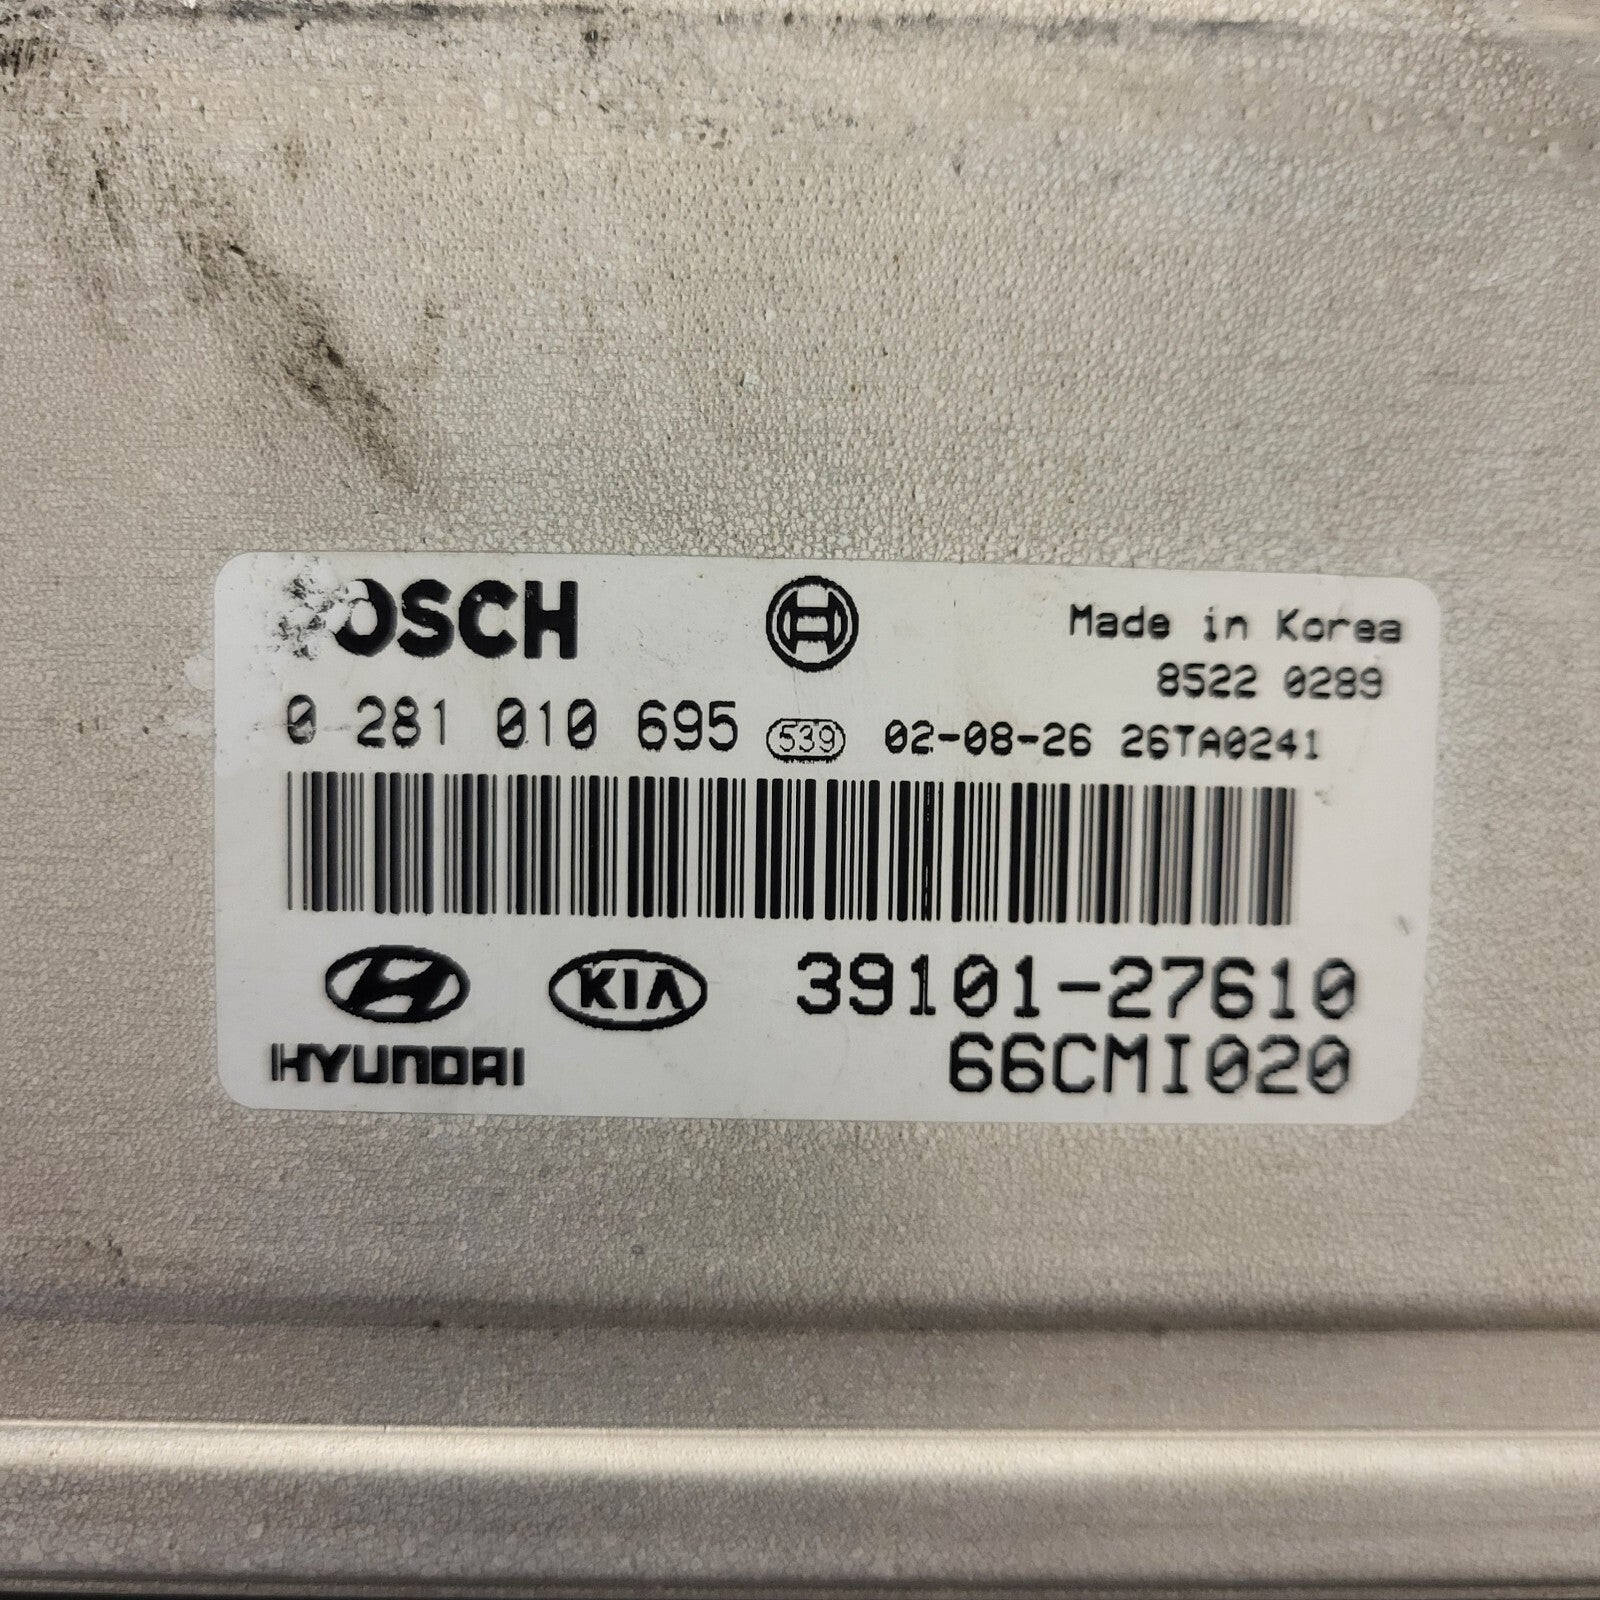 BOSCH
Made in Korea
8522 0289
0 281 010 695 539 02-08-26 26TA0241
KIA 39101-27610
HYUNDAI 66CMI020